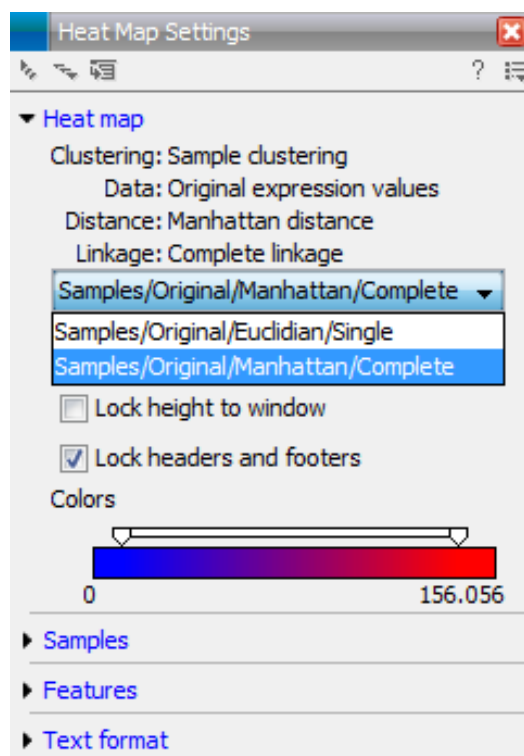 Heat Map Settings
?
Heat map
Clustering: Sample clustering
Data: Original expression values
Distance: Manhattan distance
Linkage: Complete linkage
Samples/Original/Manhattan/Complete
Samples/Original/Euclidian/Single
Samples/Original/Manhattan/Complete
Lock height to window
Lock headers and footers
Colors
0 156.056
Samples
Features
Text format